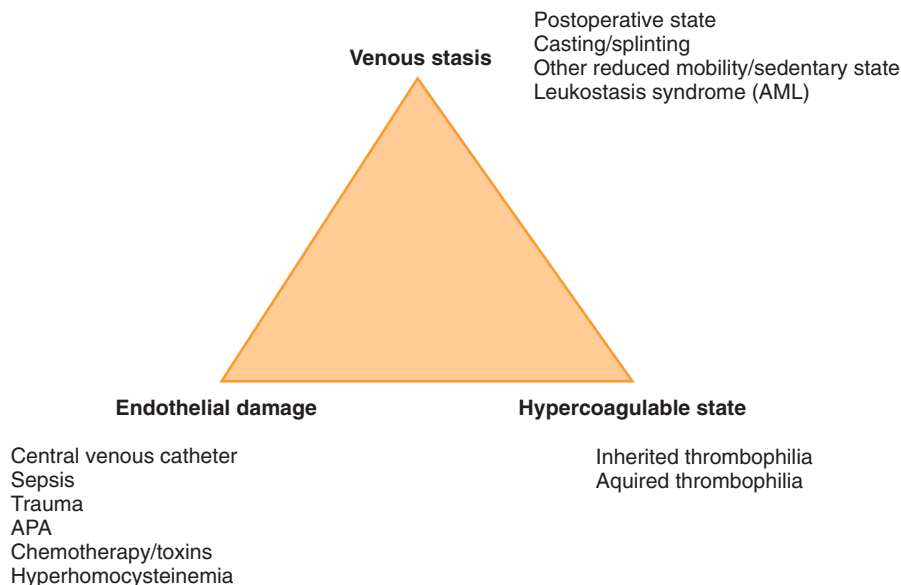 Venous stasis
Postoperative state
Casting/splinting
Other reduced mobility/sedentary state
Leukostasis syndrome (AML)
Endothelial damage
Central venous catheter
Sepsis
Trauma
APA
Chemotherapy/toxins
Hyperhomocysteinemia
Hypercoagulable state
Inherited thrombophilia
Aquired thrombophilia